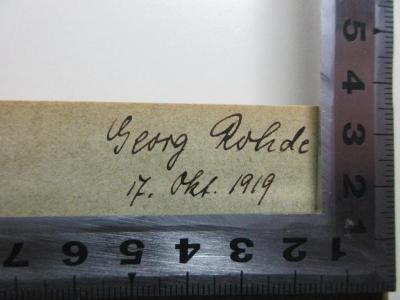 Georg Rohde
17. Okt. 1919
5 4 3 2 1
7 6 5 4 3 2 1